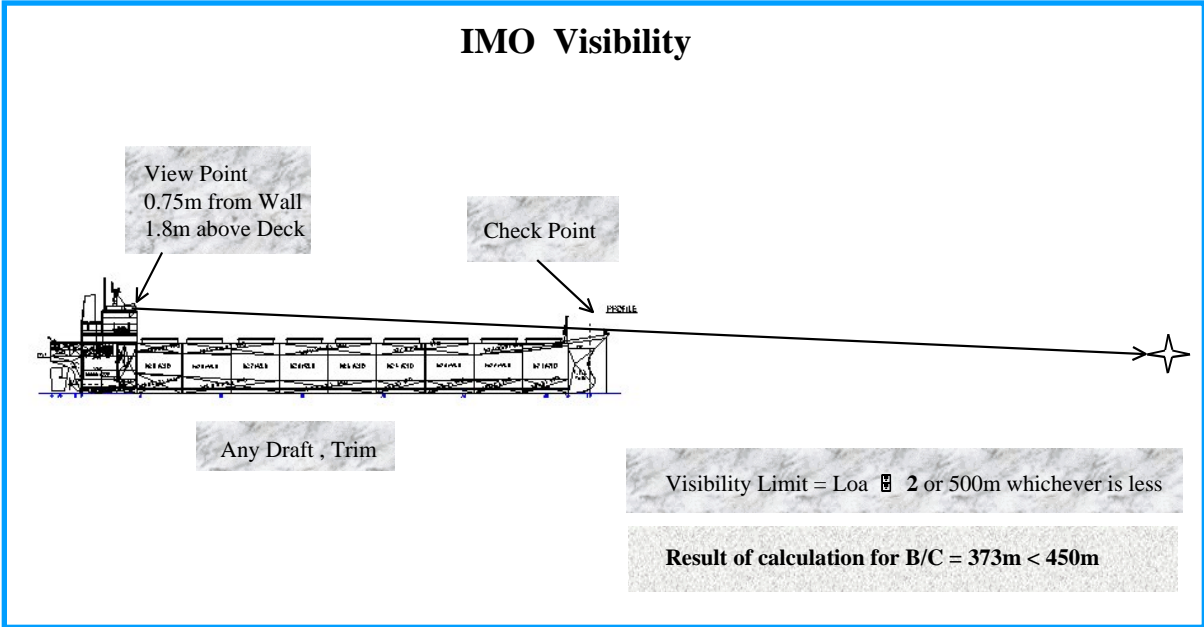 IMO Visibility
View Point
0.75m from Wall
1.8m above Deck
Check Point
PROFILE
Any Draft , Trim
Visibility Limit = Loa 2 or 500m whichever is less
Result of calculation for B/C = 373m < 450m